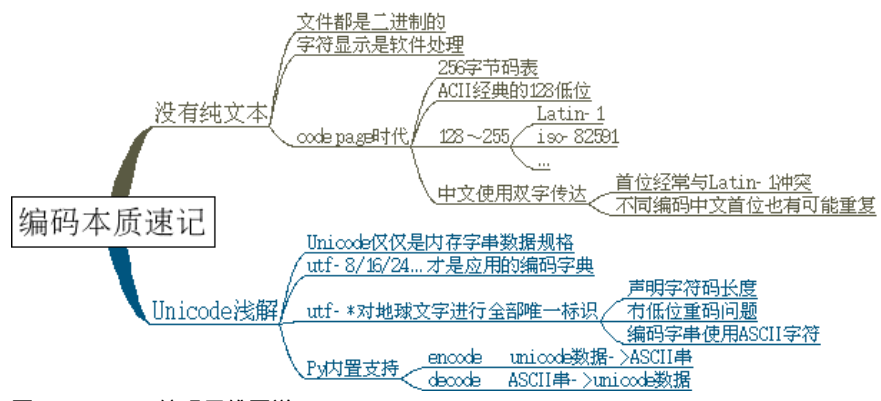 文件都是二进制的
字符显示是软件处理
256字节码表
ACII经典的128低位
没有纯文本
Latin-1
code page时代
128～255
iso-82591
...
中文使用双字传达
首位经常与Latin-1冲突
不同编码中文首位也有可能重复
编码本质速记
Unicode仅仅是内存字串数据规格
utf-8/16/24...才是应用的编码字典
Unicode浅解
utf-*对地球文字进行全部唯一标识
声明字符码长度
有低位重码问题
编码字串使用ASCII字符
Py内置支持
encode unicode数据->ASCII串
decode ASCII串->unicode数据